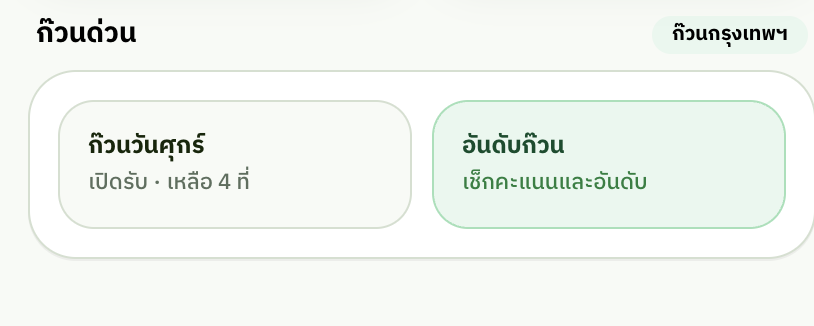 ก๊วนด่วน
ก๊วนกรุงเทพฯ
ก๊วนวันศุกร์
เปิดรับ · เหลือ 4 ที่
อันดับก๊วน
เช็กคะแนนและอันดับ